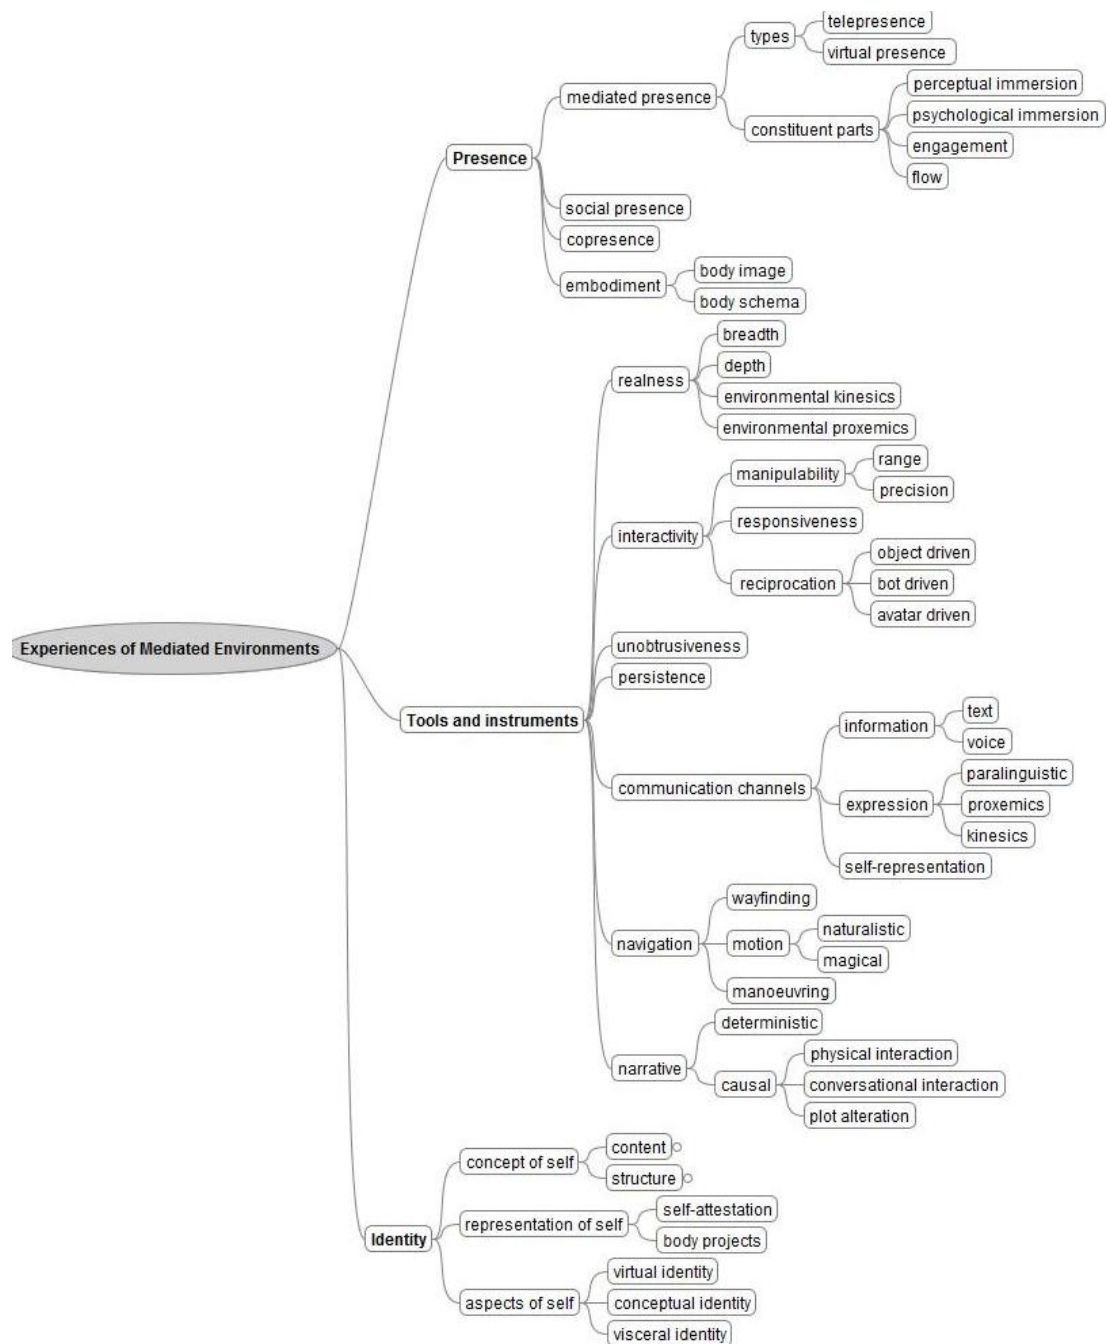 telepresence
types
virtual presence
mediated presence
perceptual immersion
psychological immersion
constituent parts
engagement
flow
Presence
social presence
copresence
body image
embodiment
body schema
breadth
depth
realness
environmental kinesics
environmental proxemics
range
manipulability
precision
responsiveness
interactivity
object driven
reciprocation
bot driven
avatar driven
Experiences of Mediated Environments
unobtrusiveness
persistence
Tools and instruments
text
information
voice
communication channels
paralinguistic
expression
proxemics
kinesics
self-representation
wayfinding
naturalistic
navigation
motion
magical
manoeuvring
deterministic
narrative
physical interaction
causal
conversational interaction
plot alteration
content
concept of self
structure
self-attestation
representation of self
body projects
Identity
virtual identity
aspects of self
conceptual identity
visceral identity